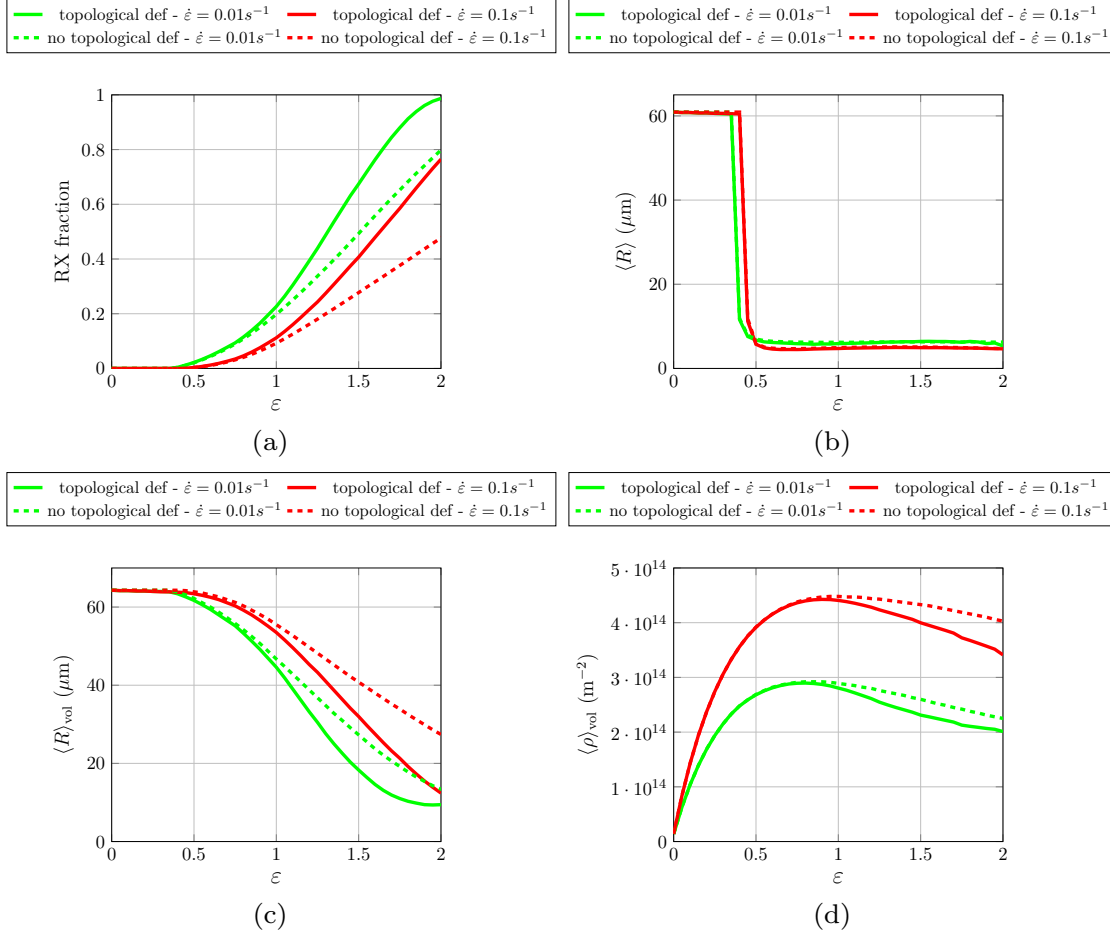 topological def - ε̇ = 0.01s⁻¹ topological def - ε̇ = 0.1s⁻¹
no topological def - ε̇ = 0.01s⁻¹ no topological def - ε̇ = 0.1s⁻¹
topological def - ε̇ = 0.01s⁻¹ topological def - ε̇ = 0.1s⁻¹
no topological def - ε̇ = 0.01s⁻¹ no topological def - ε̇ = 0.1s⁻¹
RX fraction
1
0.8
0.6
0.4
0.2
0
0 0.5 1 1.5 2
ε
(a)
⟨R⟩ (μm)
60
40
20
0
0 0.5 1 1.5 2
ε
(b)
topological def - ε̇ = 0.01s⁻¹ topological def - ε̇ = 0.1s⁻¹
no topological def - ε̇ = 0.01s⁻¹ no topological def - ε̇ = 0.1s⁻¹
topological def - ε̇ = 0.01s⁻¹ topological def - ε̇ = 0.1s⁻¹
no topological def - ε̇ = 0.01s⁻¹ no topological def - ε̇ = 0.1s⁻¹
⟨R⟩vol (μm)
60
40
20
0
0 0.5 1 1.5 2
ε
(c)
⟨ρ⟩vol (m⁻²)
5 · 10¹⁴
4 · 10¹⁴
3 · 10¹⁴
2 · 10¹⁴
1 · 10¹⁴
0
0 0.5 1 1.5 2
ε
(d)